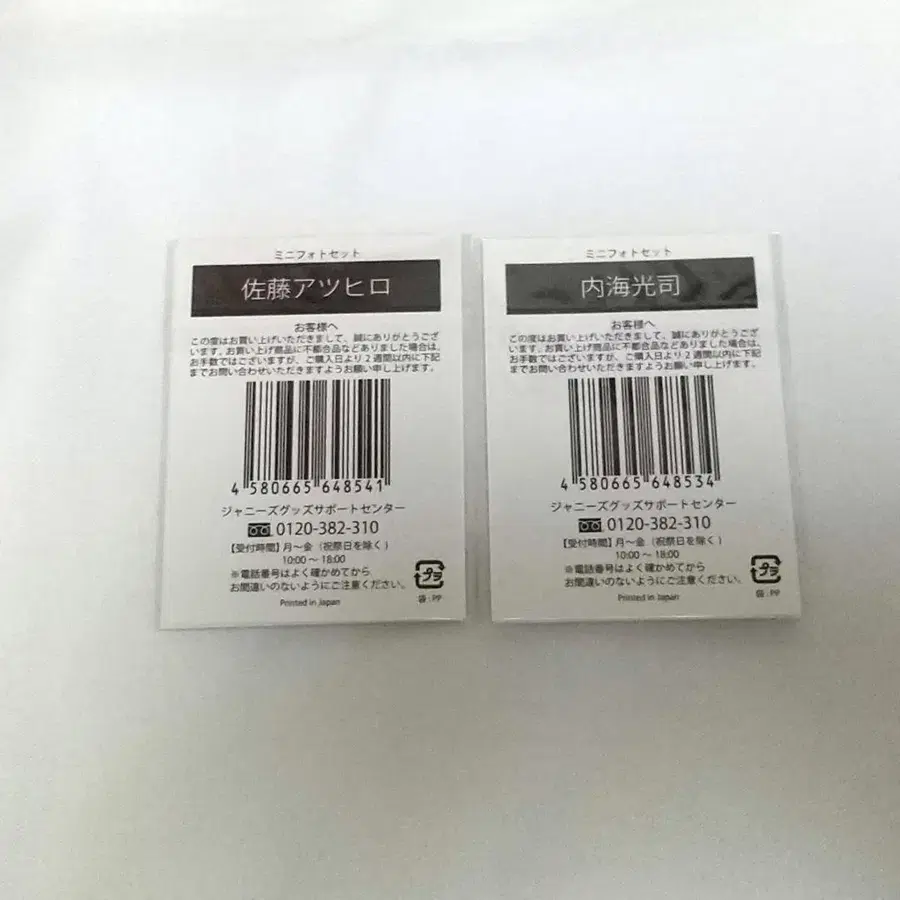 ミニフォトセット
佐藤アツヒロ
お客様へ
この度はお買い上げいただきまして、誠にありがとうござ
います。お買い上げ商品に不都合品などありました場合は、
お手数ではございますが、ご購入日より2週間以内に下記
までお問い合わせいただきますようお願い申し上げます。
4 580665 648541
ジャニーズグッズサポートセンター
0120-382-310
【受付時間】月～金（祝祭日を除く）
10:00～18:00
※電話番号はよく確かめてから
お間違いのないようにご注意ください。
Printed in Japan
プラ
袋:PP
ミニフォトセット
内海光司
お客様へ
この度はお買い上げいただきまして、誠にありがとうござ
います。お買い上げ商品に不都合品などありました場合は、
お手数ではございますが、ご購入日より2週間以内に下記
までお問い合わせいただきますようお願い申し上げます。
4 580665 648534
ジャニーズグッズサポートセンター
0120-382-310
【受付時間】月～金（祝祭日を除く）
10:00～18:00
※電話番号はよく確かめてから
お間違いのないようにご注意ください。
Printed in Japan
プラ
袋:PP